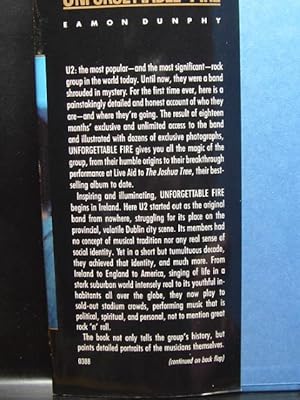 UNFORGETTABLE FIRE
EAMON DUNPHY
U2: the most popular—and the most significant—rock
group in the world today. Until now, they were a band
shrouded in mystery. For the first time ever, here is a
painstakingly detailed and honest account of who they
are—and where they're going. The result of eighteen
months' exclusive and unlimited access to the band
and illustrated with dozens of exclusive photographs,
UNFORGETTABLE FIRE gives you all the magic of the
group, from their humble origins to their breakthrough
performance at Live Aid to The Joshua Tree, their best-
selling album to date.
Inspiring and illuminating, UNFORGETTABLE FIRE
begins in Ireland. Here U2 started out as the original
band from nowhere, struggling for its place on the
provincial, volatile Dublin city scene. Its members had
no concept of musical tradition nor any real sense of
social identity. Yet in a short but tumultuous decade,
they achieved that identity, and much more. From
Ireland to England to America, singing of life in a
stark suburban world intensely real to its youthful in-
habitants all over the globe, they now play to
sold-out stadium crowds, performing music that is
political, spiritual, and personal, not to mention great
rock 'n' roll.
The book not only tells the group's history, but
paints detailed portraits of the musicians themselves.
0388 (continued on back flap)